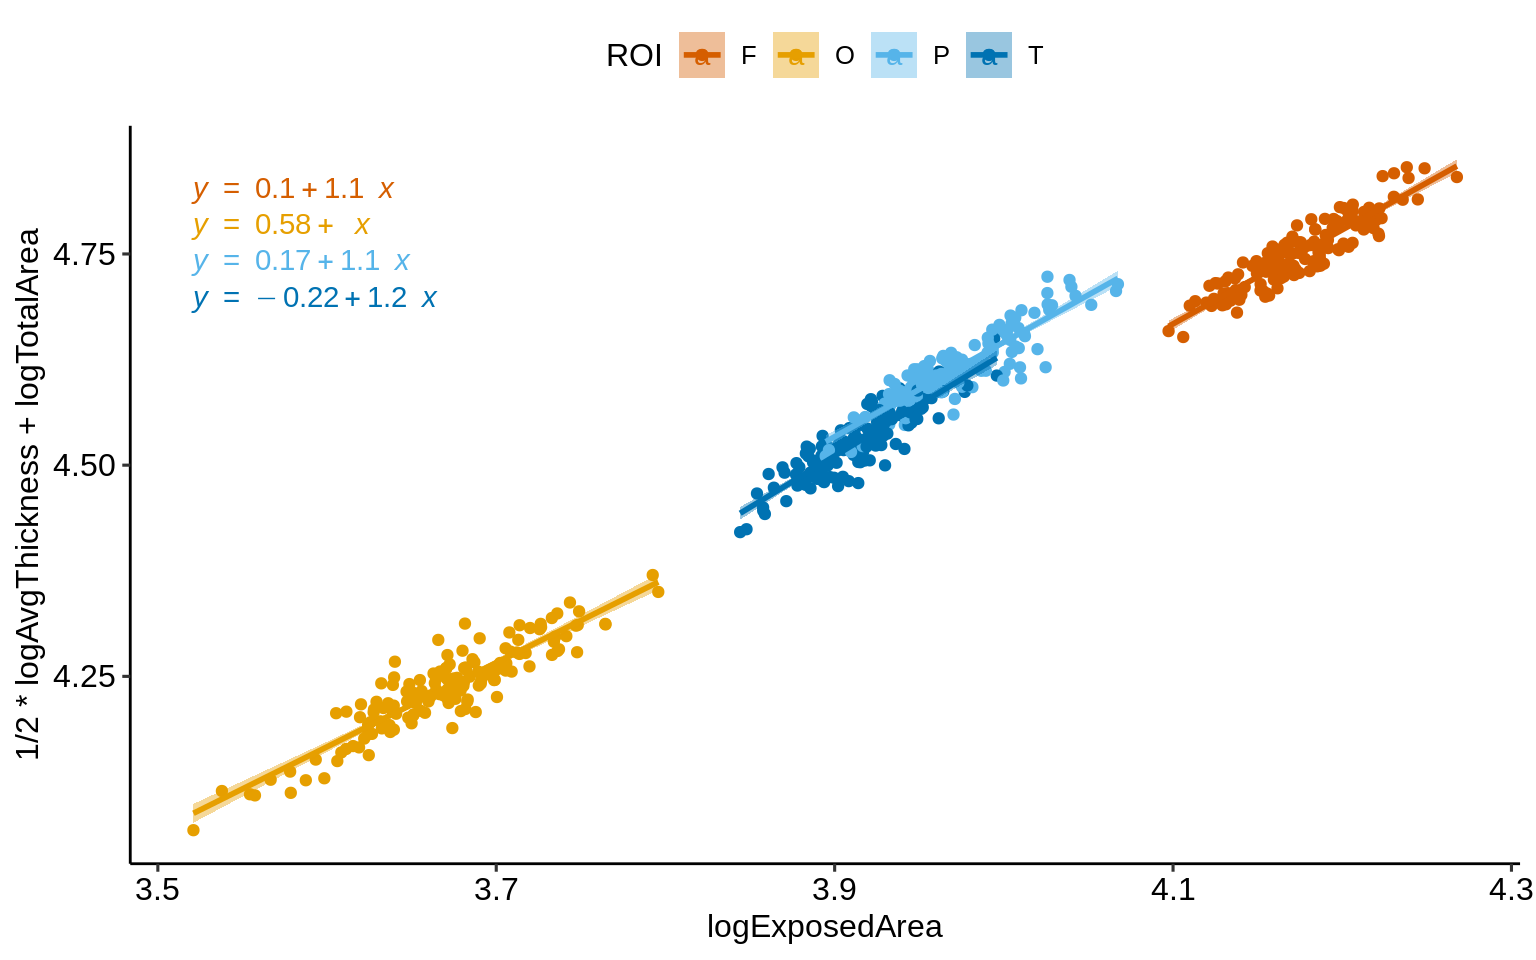 ROI a F a O a P a T
y = 0.1 + 1.1 x
y = 0.58 + x
y = 0.17 + 1.1 x
y = − 0.22 + 1.2 x
1/2 * logAvgThickness + logTotalArea
4.75
4.50
4.25
3.5 3.7 3.9 4.1 4.3
logExposedArea